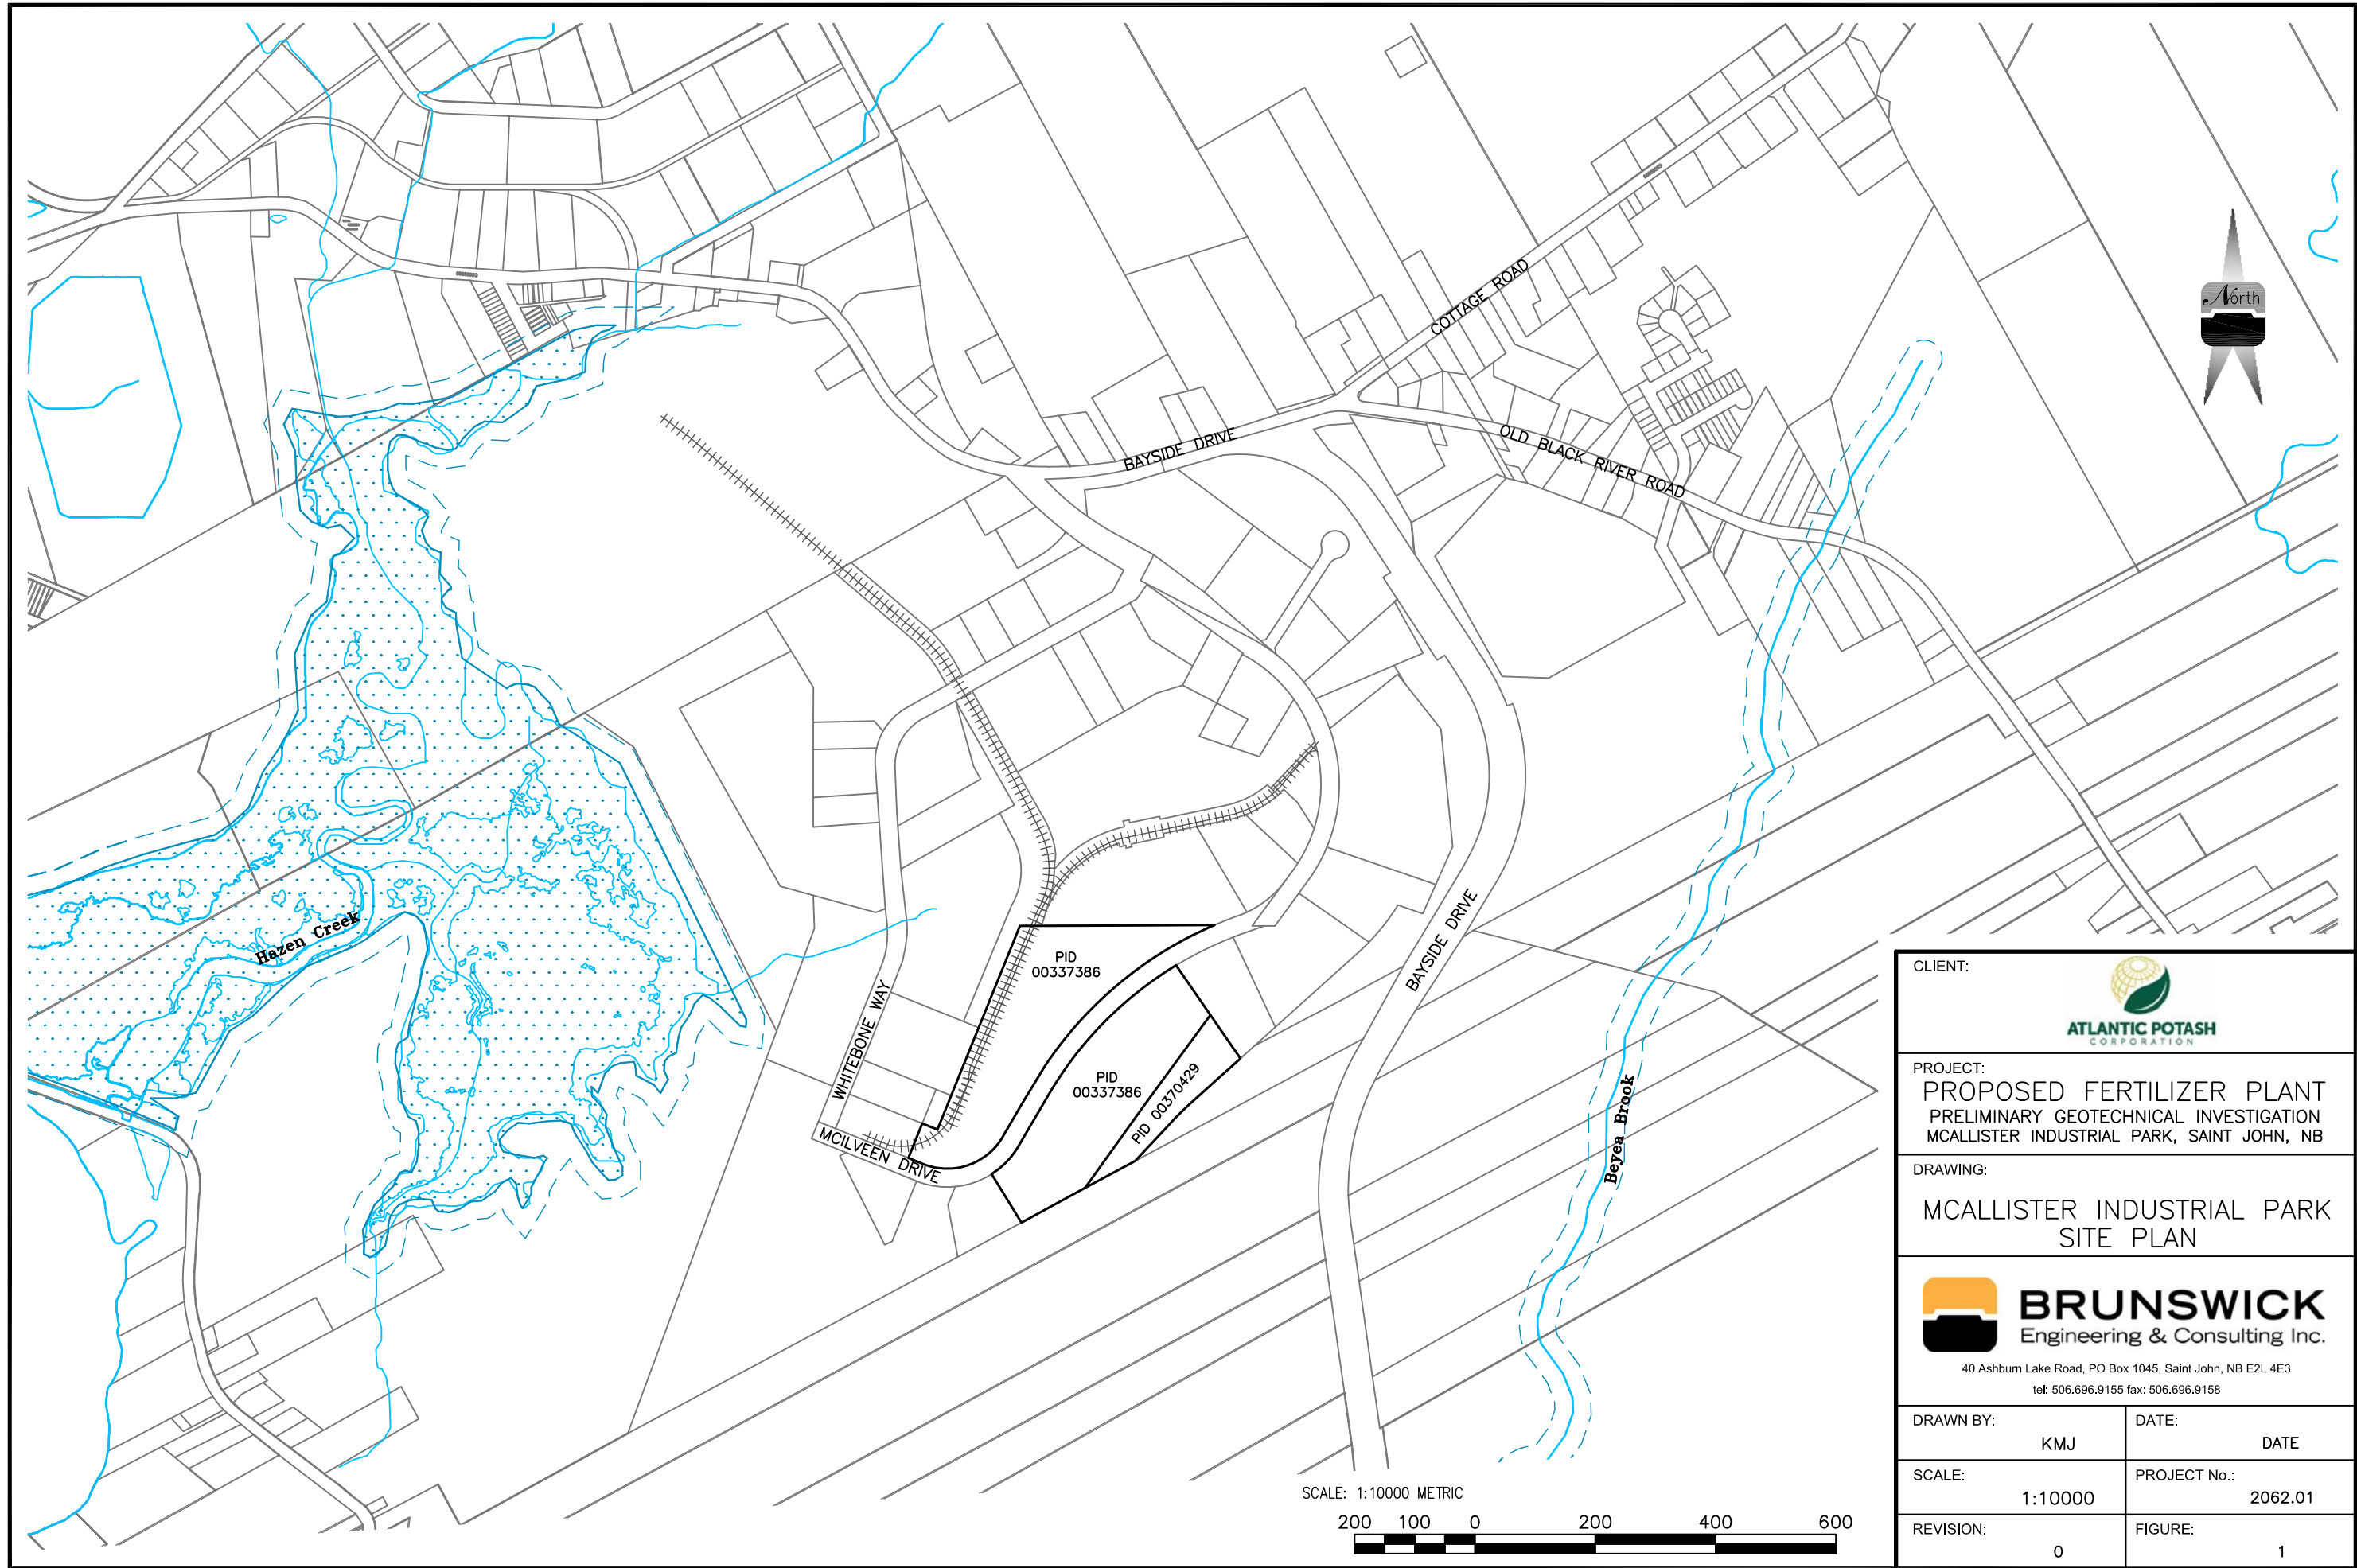 COTTAGE ROAD
North
BAYSIDE DRIVE
OLD BLACK RIVER ROAD
Hazen Creek
PID
00337386
WHITEBONE WAY
BAYSIDE DRIVE
PID
00337386
PID 00370429
MCILVEEN DRIVE
Beyea Brook
SCALE: 1:10000 METRIC
200 100 0 200 400 600
CLIENT:
ATLANTIC POTASH
CORPORATION
PROJECT:
PROPOSED FERTILIZER PLANT
PRELIMINARY GEOTECHNICAL INVESTIGATION
MCALLISTER INDUSTRIAL PARK, SAINT JOHN, NB
DRAWING:
MCALLISTER INDUSTRIAL PARK
SITE PLAN
BRUNSWICK
Engineering & Consulting Inc.
40 Ashburn Lake Road, PO Box 1045, Saint John, NB E2L 4E3
tel: 506.696.9155 fax: 506.696.9158
DRAWN BY:
KMJ
DATE:
DATE
SCALE:
1:10000
PROJECT No.:
2062.01
REVISION:
0
FIGURE:
1